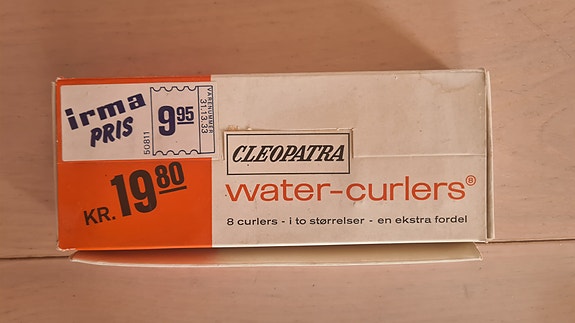 irma
PRIS
50811
9.95
VARENUMMER
31.13.33
KR. 19 80
CLEOPATRA
water-curlers®
8 curlers - i to størrelser - en ekstra fordel